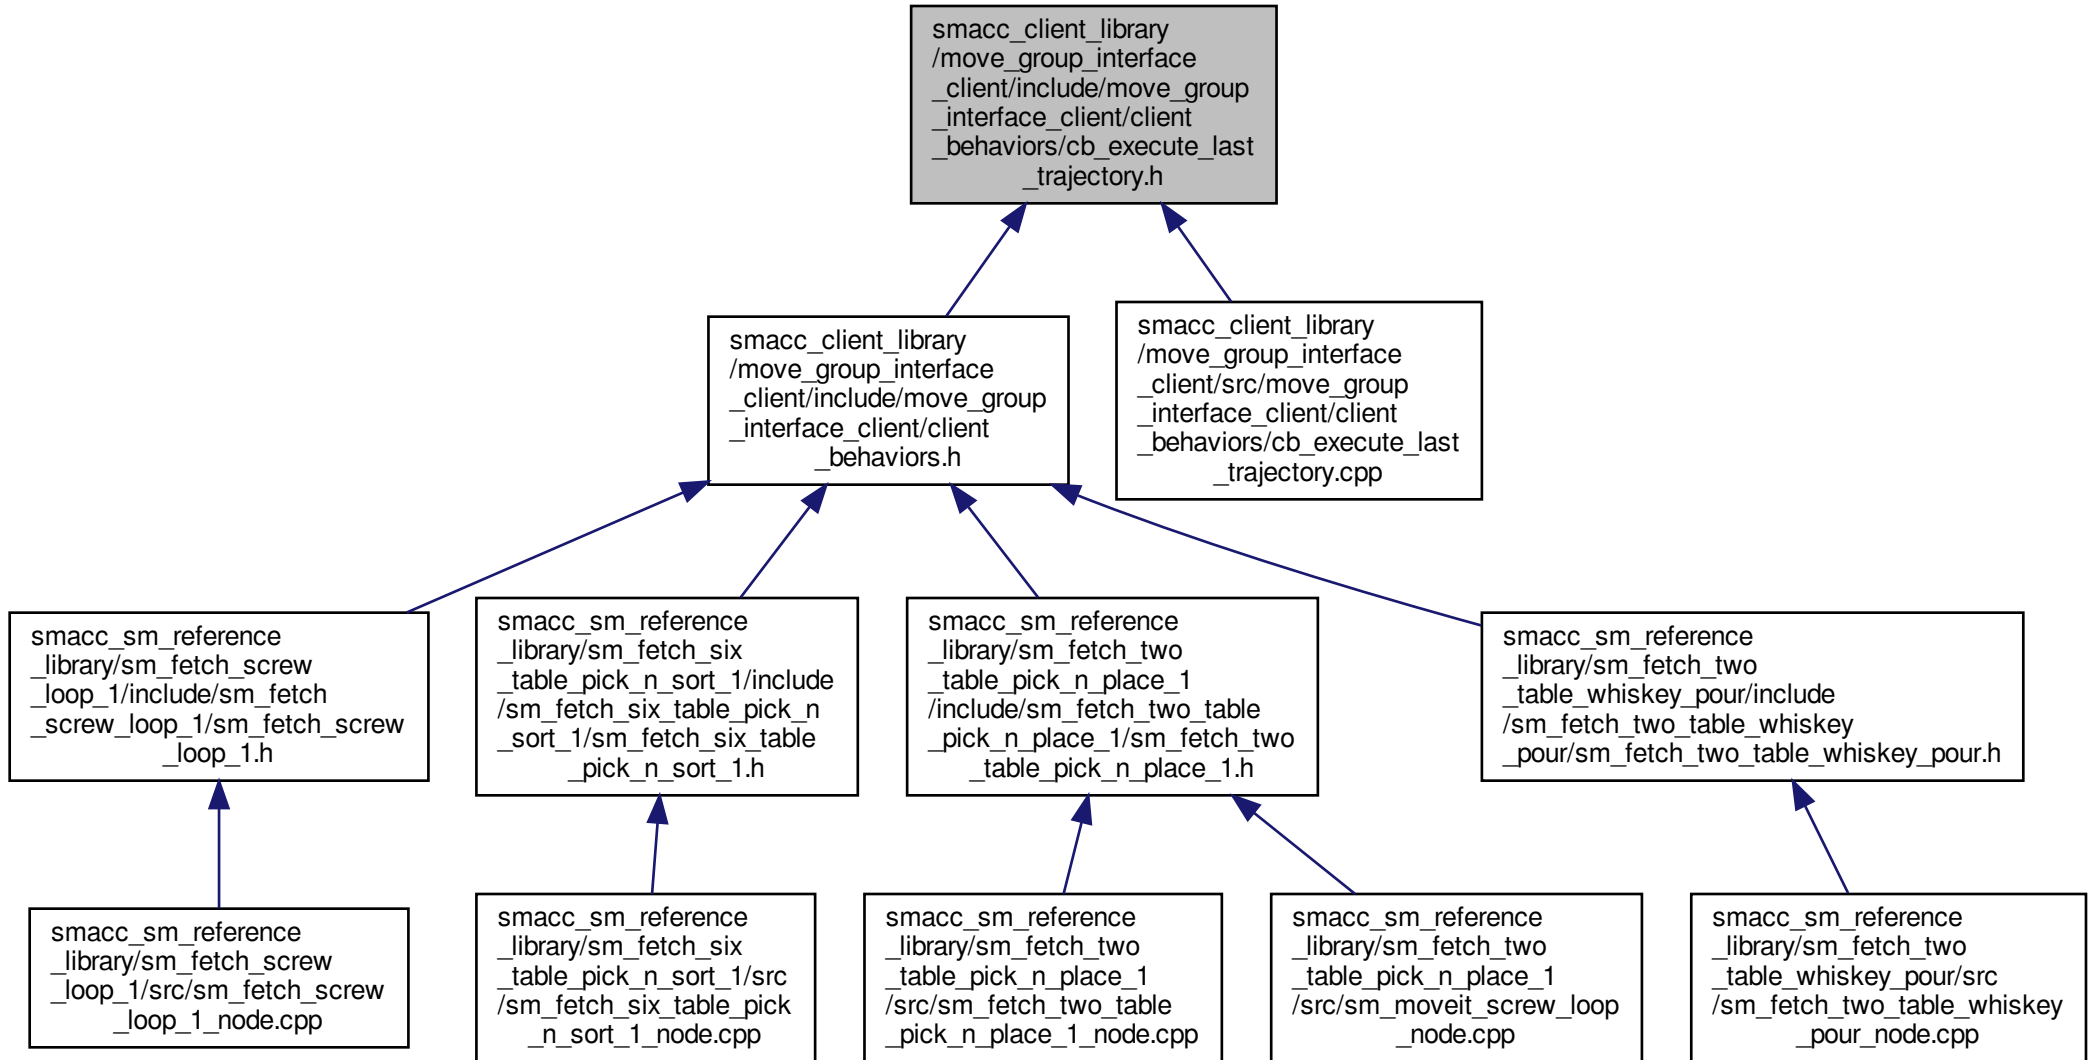 smacc_client_library
/move_group_interface
_client/include/move_group
_interface_client/client
_behaviors/cb_execute_last
_trajectory.h
smacc_client_library
/move_group_interface
_client/include/move_group
_interface_client/client
_behaviors.h
smacc_client_library
/move_group_interface
_client/src/move_group
_interface_client/client
_behaviors/cb_execute_last
_trajectory.cpp
smacc_sm_reference
_library/sm_fetch_screw
_loop_1/include/sm_fetch
_screw_loop_1/sm_fetch_screw
_loop_1.h
smacc_sm_reference
_library/sm_fetch_six
_table_pick_n_sort_1/include
/sm_fetch_six_table_pick_n
_sort_1/sm_fetch_six_table
_pick_n_sort_1.h
smacc_sm_reference
_library/sm_fetch_two
_table_pick_n_place_1
/include/sm_fetch_two_table
_pick_n_place_1/sm_fetch_two
_table_pick_n_place_1.h
smacc_sm_reference
_library/sm_fetch_two
_table_whiskey_pour/include
/sm_fetch_two_table_whiskey
_pour/sm_fetch_two_table_whiskey_pour.h
smacc_sm_reference
_library/sm_fetch_screw
_loop_1/src/sm_fetch_screw
_loop_1_node.cpp
smacc_sm_reference
_library/sm_fetch_six
_table_pick_n_sort_1/src
/sm_fetch_six_table_pick
_n_sort_1_node.cpp
smacc_sm_reference
_library/sm_fetch_two
_table_pick_n_place_1
/src/sm_fetch_two_table
_pick_n_place_1_node.cpp
smacc_sm_reference
_library/sm_fetch_two
_table_pick_n_place_1
/src/sm_moveit_screw_loop
_node.cpp
smacc_sm_reference
_library/sm_fetch_two
_table_whiskey_pour/src
/sm_fetch_two_table_whiskey
_pour_node.cpp